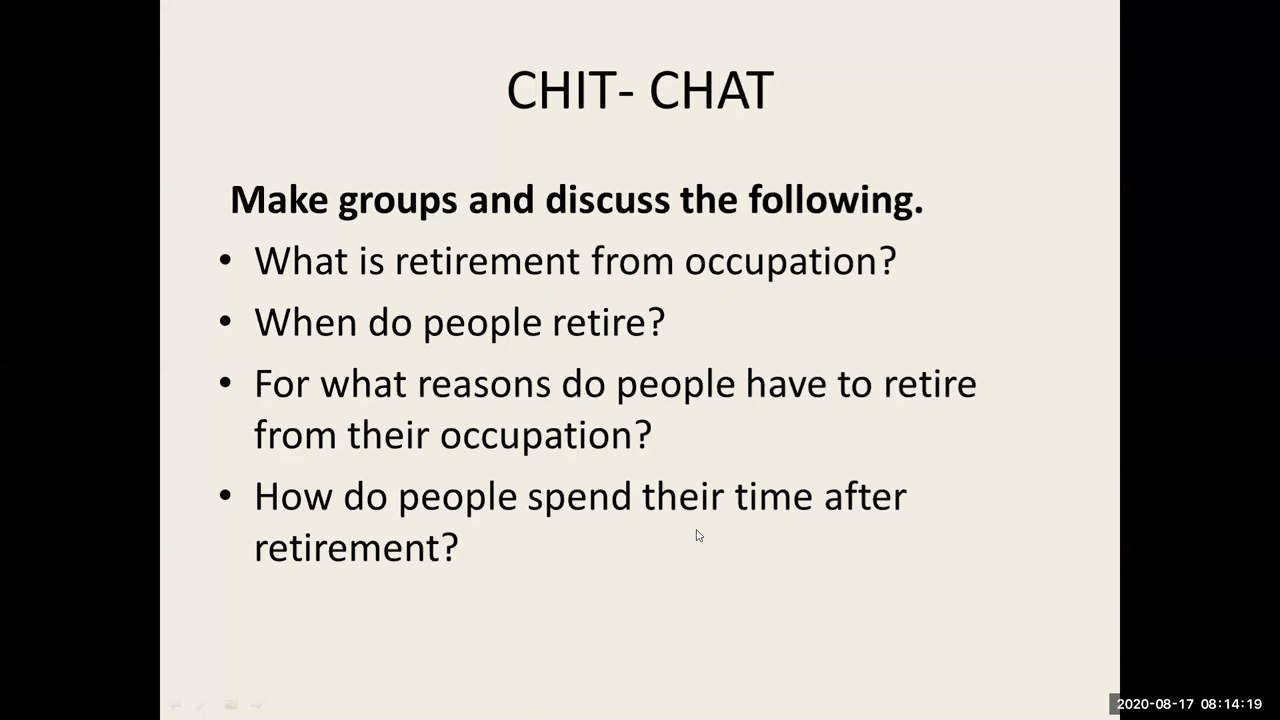 CHIT- CHAT
Make groups and discuss the following.
• What is retirement from occupation?
• When do people retire?
• For what reasons do people have to retire
from their occupation?
• How do people spend their time after
retirement?
2020-08-17 08:14:19